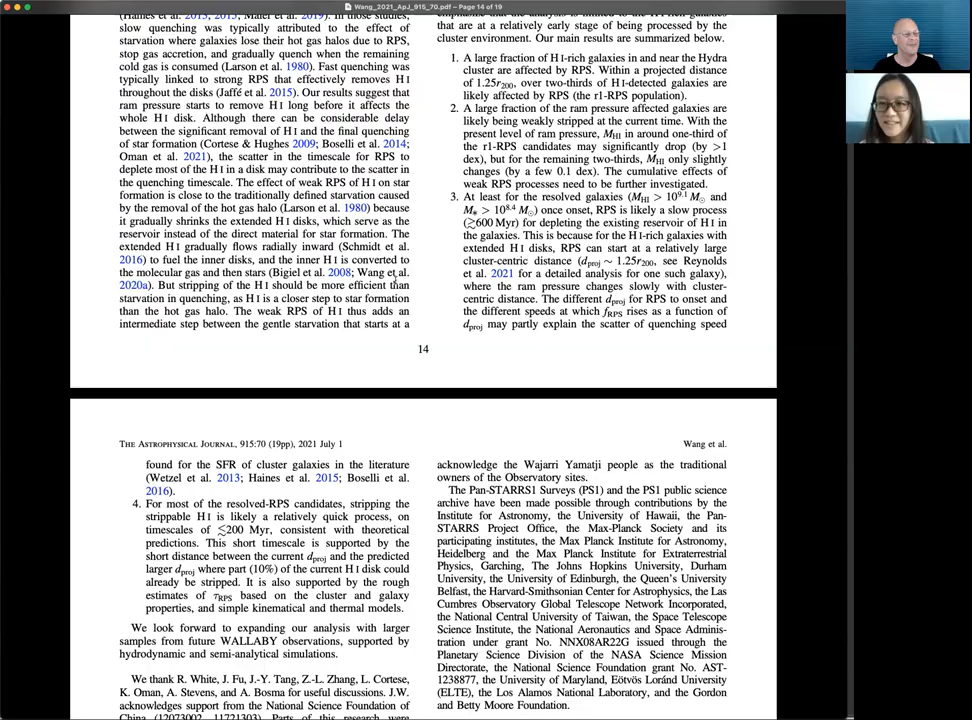 Wang_2021_ApJ_915_70.pdf – Page 14 of 19
(Haines et al. 2013, 2015; Maier et al. 2019). In those studies,
slow quenching was typically attributed to the effect of
starvation where galaxies lose their hot gas halos due to RPS,
stop gas accretion, and gradually quench when the remaining
cold gas is consumed (Larson et al. 1980). Fast quenching was
typically linked to strong RPS that effectively removes H I
throughout the disks (Jaffé et al. 2015). Our results suggest that
ram pressure starts to remove H I long before it affects the
whole H I disk. Although there can be considerable delay
between the significant removal of H I and the final quenching
of star formation (Cortese & Hughes 2009; Boselli et al. 2014;
Oman et al. 2021), the scatter in the timescale for RPS to
deplete most of the H I in a disk may contribute to the scatter in
the quenching timescale. The effect of weak RPS of H I on star
formation is close to the traditionally defined starvation caused
by the removal of the hot gas halo (Larson et al. 1980) because
it gradually shrinks the extended H I disks, which serve as the
reservoir instead of the direct material for star formation. The
extended H I gradually flows radially inward (Schmidt et al.
2016) to fuel the inner disks, and the inner H I is converted to
the molecular gas and then stars (Bigiel et al. 2008; Wang et al.
2020a). But stripping of the H I should be more efficient than
starvation in quenching, as H I is a closer step to star formation
than the hot gas halo. The weak RPS of H I thus adds an
intermediate step between the gentle starvation that starts at a
emphasize that the analysis is limited to the H I-rich galaxies
that are at a relatively early stage of being processed by the
cluster environment. Our main results are summarized below.
1. A large fraction of H I-rich galaxies in and near the Hydra
cluster are affected by RPS. Within a projected distance
of 1.25r200, over two-thirds of H I-detected galaxies are
likely affected by RPS (the r1-RPS population).
2. A large fraction of the ram pressure affected galaxies are
likely being weakly stripped at the current time. With the
present level of ram pressure, MHI in around one-third of
the r1-RPS candidates may significantly drop (by >1
dex), but for the remaining two-thirds, MHI only slightly
changes (by a few 0.1 dex). The cumulative effects of
weak RPS processes need to be further investigated.
3. At least for the resolved galaxies (MHI > 10^9.1 M⊙ and
M* > 10^8.4 M⊙) once onset, RPS is likely a slow process
(≳600 Myr) for depleting the existing reservoir of H I in
the galaxies. This is because for the H I-rich galaxies with
extended H I disks, RPS can start at a relatively large
cluster-centric distance (dproj ~ 1.25r200, see Reynolds
et al. 2021 for a detailed analysis for one such galaxy),
where the ram pressure changes slowly with cluster-
centric distance. The different dproj for RPS to onset and
the different speeds at which fRPS rises as a function of
dproj may partly explain the scatter of quenching speed
14
THE ASTROPHYSICAL JOURNAL, 915:70 (19pp), 2021 July 1
Wang et al.
found for the SFR of cluster galaxies in the literature
(Wetzel et al. 2013; Haines et al. 2015; Boselli et al.
2016).
4. For most of the resolved-RPS candidates, stripping the
strippable H I is likely a relatively quick process, on
timescales of ≲200 Myr, consistent with theoretical
predictions. This short timescale is supported by the
short distance between the current dproj and the predicted
larger dproj where part (10%) of the current H I disk could
already be stripped. It is also supported by the rough
estimates of τRPS based on the cluster and galaxy
properties, and simple kinematical and thermal models.
We look forward to expanding our analysis with larger
samples from future WALLABY observations, supported by
hydrodynamic and semi-analytical simulations.
We thank R. White, J. Fu, J.-Y. Tang, Z.-L. Zhang, L. Cortese,
K. Oman, A. Stevens, and A. Bosma for useful discussions. J.W.
acknowledges support from the National Science Foundation of
China (12073002, 11721303). Parts of this research were
acknowledge the Wajarri Yamatji people as the traditional
owners of the Observatory sites.
The Pan-STARRS1 Surveys (PS1) and the PS1 public science
archive have been made possible through contributions by the
Institute for Astronomy, the University of Hawaii, the Pan-
STARRS Project Office, the Max-Planck Society and its
participating institutes, the Max Planck Institute for Astronomy,
Heidelberg and the Max Planck Institute for Extraterrestrial
Physics, Garching, The Johns Hopkins University, Durham
University, the University of Edinburgh, the Queen's University
Belfast, the Harvard-Smithsonian Center for Astrophysics, the Las
Cumbres Observatory Global Telescope Network Incorporated,
the National Central University of Taiwan, the Space Telescope
Science Institute, the National Aeronautics and Space Adminis-
tration under grant No. NNX08AR22G issued through the
Planetary Science Division of the NASA Science Mission
Directorate, the National Science Foundation grant No. AST-
1238877, the University of Maryland, Eötvös Loránd University
(ELTE), the Los Alamos National Laboratory, and the Gordon
and Betty Moore Foundation.